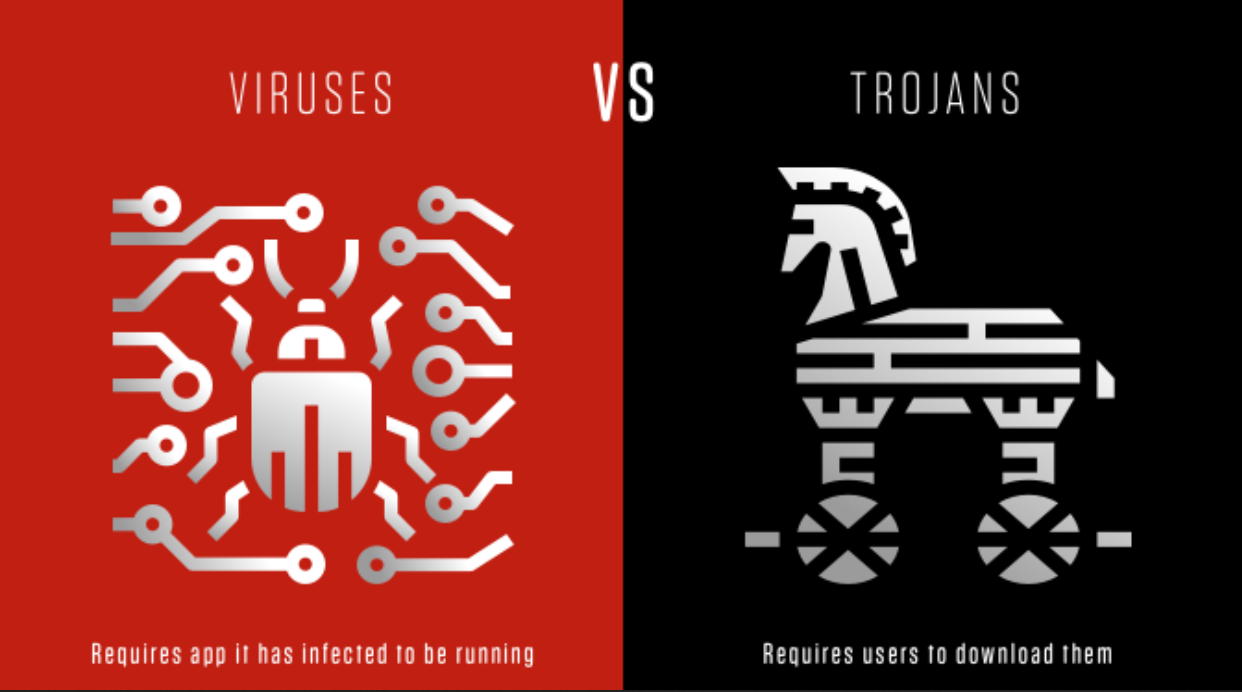 VIRUSES
VS
TROJANS
Requires app it has infected to be running
Requires users to download them